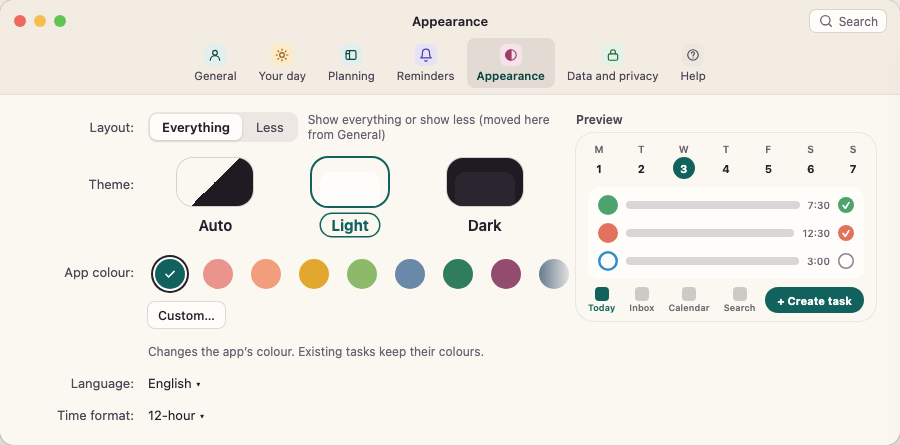 Appearance
Search
General
Your day
Planning
Reminders
Appearance
Data and privacy
Help
Layout:
Everything
Less
Show everything or show less (moved here
from General)
Theme:
Auto
Light
Dark
App colour:
Custom...
Changes the app's colour. Existing tasks keep their colours.
Language:
English
Time format:
12-hour
Preview
M T W T F S S
1 2 3 4 5 6 7
7:30
12:30
3:00
Today
Inbox
Calendar
Search
+ Create task